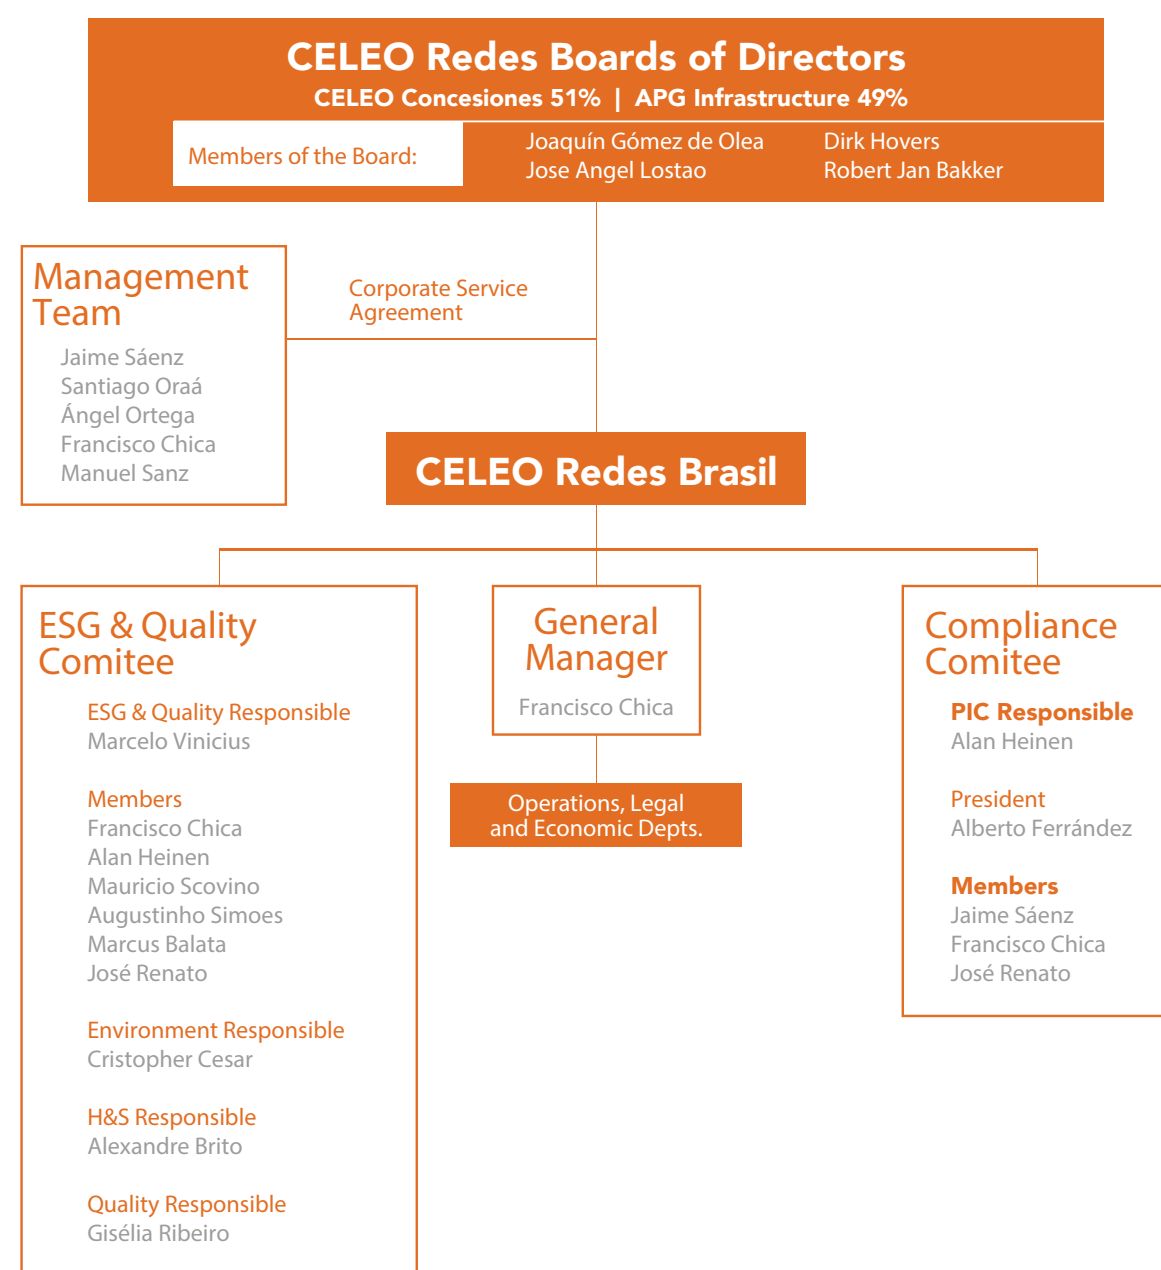 CELEO Redes Boards of Directors
CELEO Concesiones 51% | APG Infrastructure 49%
Members of the Board:
Joaquín Gómez de Olea
Jose Angel Lostao
Dirk Hovers
Robert Jan Bakker
Management
Team
Jaime Sáenz
Santiago Oraá
Ángel Ortega
Francisco Chica
Manuel Sanz
Corporate Service
Agreement
CELEO Redes Brasil
ESG & Quality
Comitee
ESG & Quality Responsible
Marcelo Vinicius
Members
Francisco Chica
Alan Heinen
Mauricio Scovino
Augustinho Simoes
Marcus Balata
José Renato
Environment Responsible
Cristopher Cesar
H&S Responsible
Alexandre Brito
Quality Responsible
Gisélia Ribeiro
General
Manager
Francisco Chica
Operations, Legal
and Economic Depts.
Compliance
Comitee
PIC Responsible
Alan Heinen
President
Alberto Ferrández
Members
Jaime Sáenz
Francisco Chica
José Renato